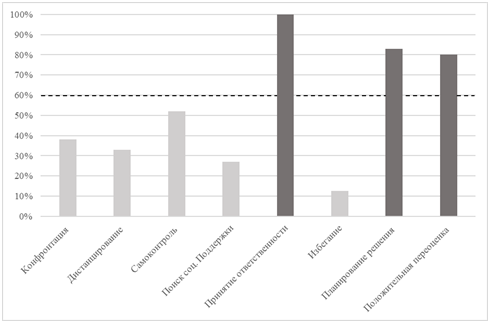 100%
90%
80%
70%
60%
50%
40%
30%
20%
10%
0%
Конфронтация
Дистанцирование
Самоконтроль
Поиск соц. Поддержки
Принятие ответственности
Избегание
Планирование решения
Положительная переоценка